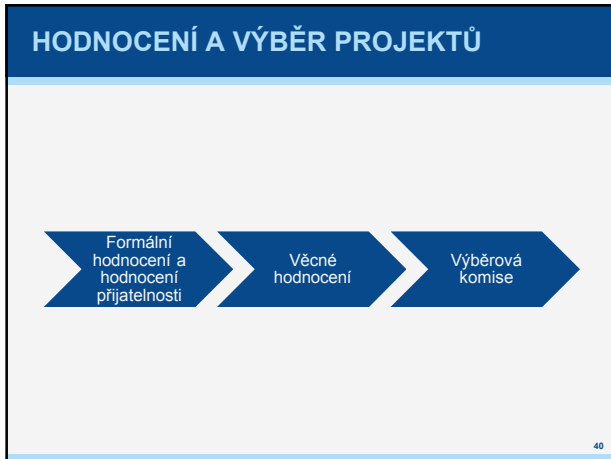 HODNOCENÍ A VÝBĚR PROJEKTŮ
Formální
hodnocení a
hodnocení
přijatelnosti
Věcné
hodnocení
Výběrová
komise
40